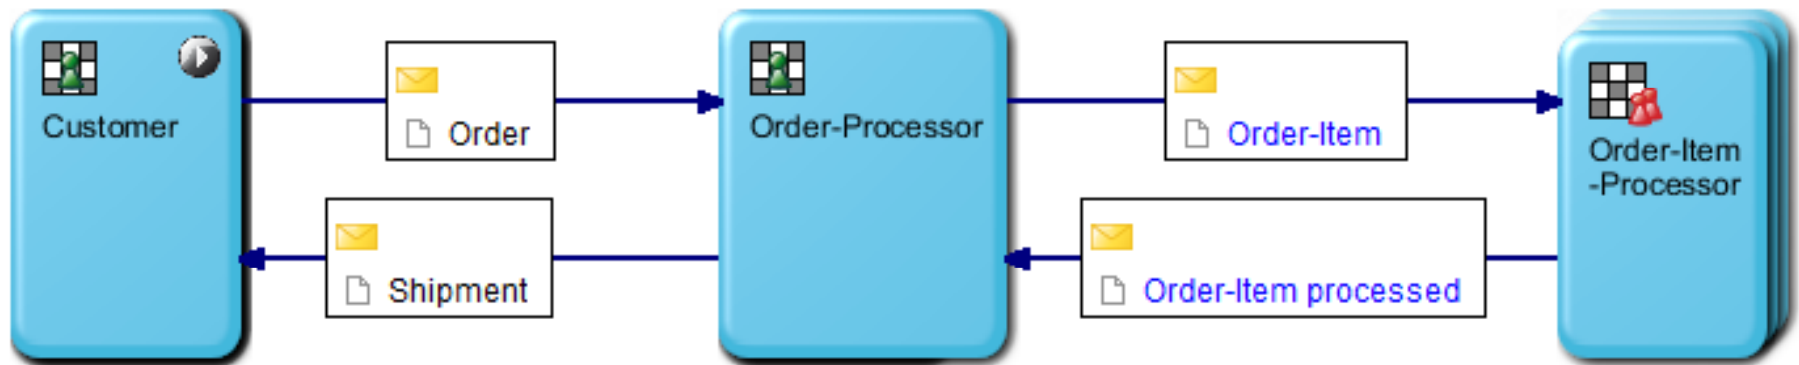 Customer
Order
Shipment
Order-Processor
Order-Item
Order-Item processed
Order-Item
-Processor